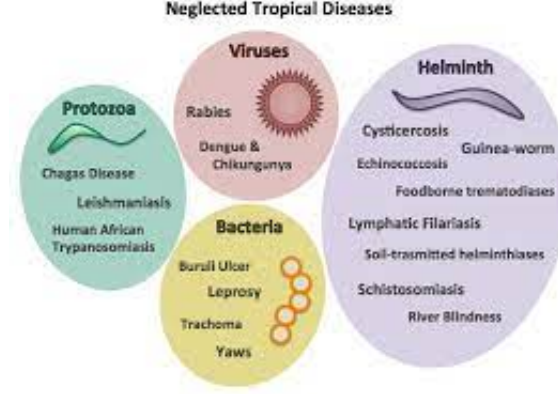 Neglected Tropical Diseases
Viruses
Rabies
Dengue &
Chikungunya
Protozoa
Chagas Disease
Leishmaniasis
Human African
Trypanosomiasis
Bacteria
Buruli Ulcer
Leprosy
Trachoma
Yaws
Helminth
Cysticercosis
Guinea-worm
Echinococcosis
Foodborne trematodiases
Lymphatic Filariasis
Soil-trasmitted helminthiases
Schistosomiasis
River Blindness